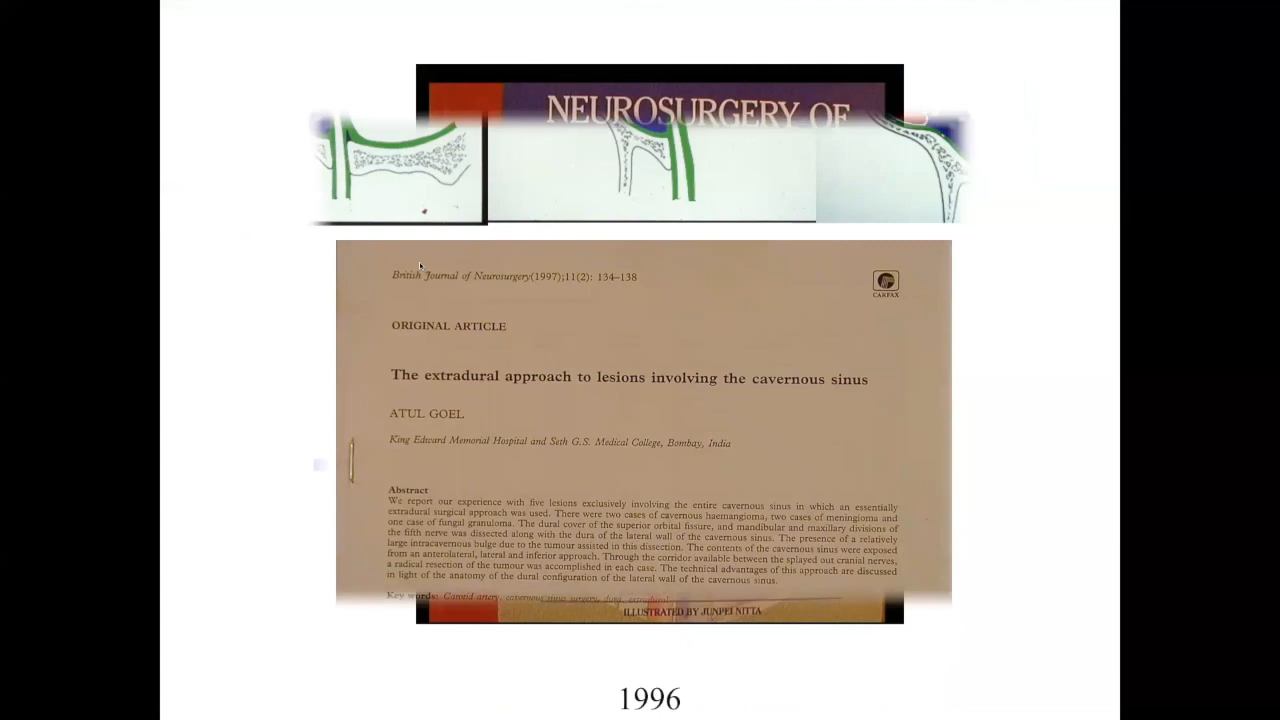 NEUROSURGERY OF
British Journal of Neurosurgery(1997);11(2): 134–138
CARFAX
ORIGINAL ARTICLE
The extradural approach to lesions involving the cavernous sinus
ATUL GOEL
King Edward Memorial Hospital and Seth G.S. Medical College, Bombay, India
Abstract
We report our experience with five lesions exclusively involving the entire cavernous sinus in which an essentially
extradural surgical approach was used. There were two cases of cavernous haemangioma, two cases of meningioma and
one case of fungal granuloma. The dural cover of the superior orbital fissure, and mandibular and maxillary divisions of
the fifth nerve was dissected along with the dura of the lateral wall of the cavernous sinus. The presence of a relatively
large intracavernous bulge due to the tumour assisted in this dissection. The contents of the cavernous sinus were exposed
from an anterolateral, lateral and inferior approach. Through the corridor available between the splayed out cranial nerves,
a radical resection of the tumour was accomplished in each case. The technical advantages of this approach are discussed
in light of the anatomy of the dural configuration of the lateral wall of the cavernous sinus.
Key words: Carotid artery, cavernous sinus surgery, dura, extradural
ILLUSTRATED BY JUNPEI NITTA
1996